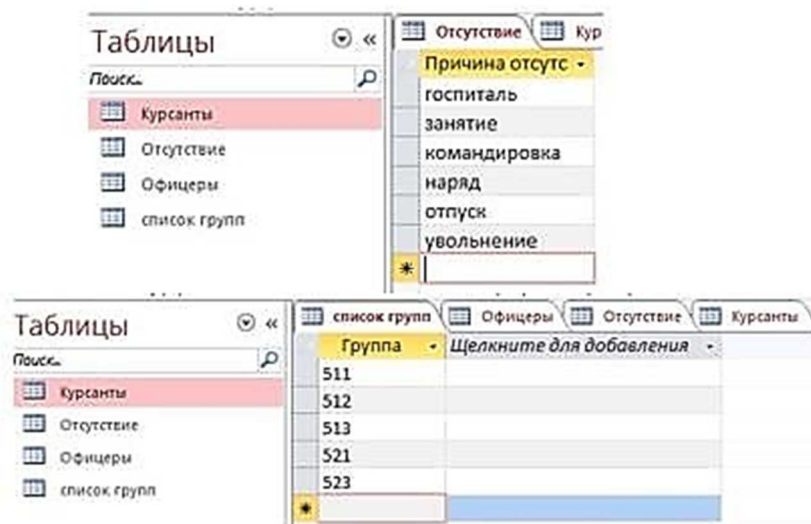 Таблицы
Поиск...
Курсанты
Отсутствие
Офицеры
список групп
Отсутствие Кур
Причина отсутс
госпиталь
занятие
командировка
наряд
отпуск
увольнение
Таблицы
Поиск...
Курсанты
Отсутствие
Офицеры
список групп
список групп Офицеры Отсутствие Курсанты
Группа Щелкните для добавления
511
512
513
521
523